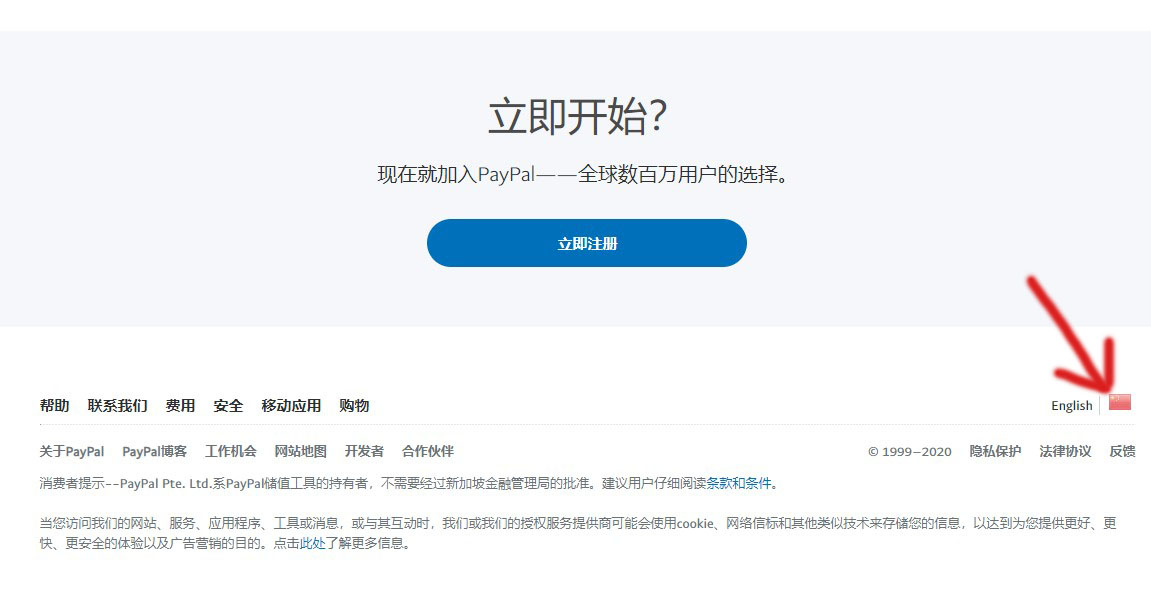 立即开始？
现在就加入PayPal——全球数百万用户的选择。
立即注册
帮助 联系我们 费用 安全 移动应用 购物 English
关于PayPal PayPal博客 工作机会 网站地图 开发者 合作伙伴 © 1999–2020 隐私保护 法律协议 反馈
消费者提示--PayPal Pte. Ltd.系PayPal储值工具的持有者，不需要经过新加坡金融管理局的批准。建议用户仔细阅读条款和条件。
当您访问我们的网站、服务、应用程序、工具或消息，或与其互动时，我们或我们的授权服务提供商可能会使用cookie、网络信标和其他类似技术来存储您的信息，以达到为您提供更好、更
快、更安全的体验以及广告营销的目的。点击此处了解更多信息。